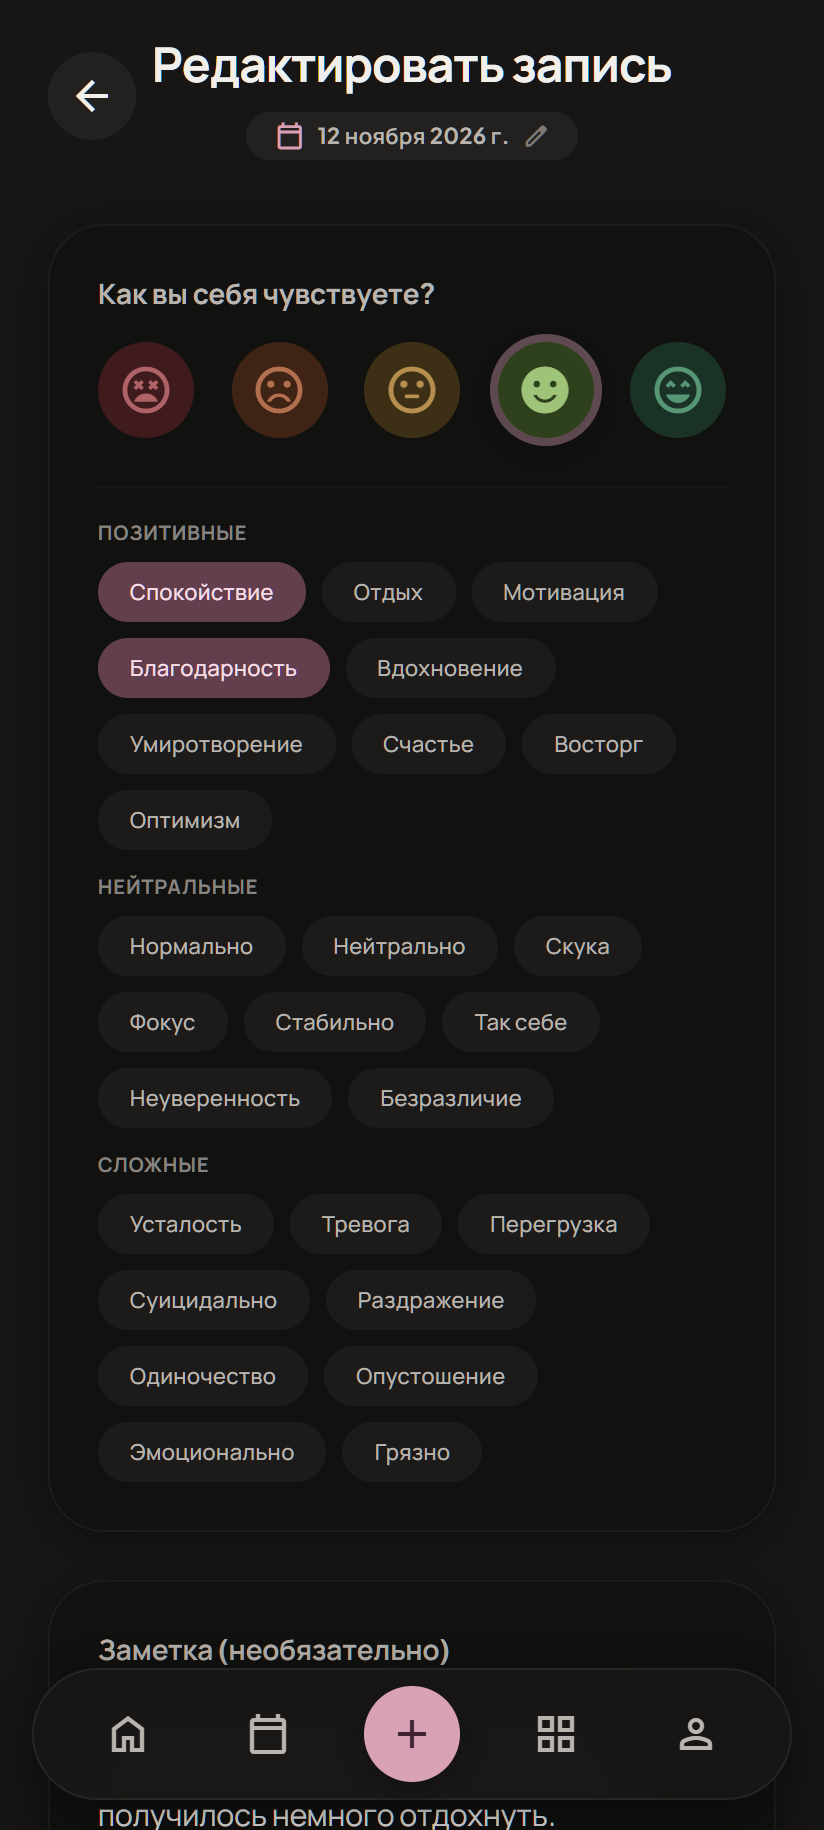 Редактировать запись
12 ноября 2026 г.
Как вы себя чувствуете?
ПОЗИТИВНЫЕ
Спокойствие Отдых Мотивация
Благодарность Вдохновение
Умиротворение Счастье Восторг
Оптимизм
НЕЙТРАЛЬНЫЕ
Нормально Нейтрально Скука
Фокус Стабильно Так себе
Неуверенность Безразличие
СЛОЖНЫЕ
Усталость Тревога Перегрузка
Суицидально Раздражение
Одиночество Опустошение
Эмоционально Грязно
Заметка (необязательно)
получилось немного отдохнуть.